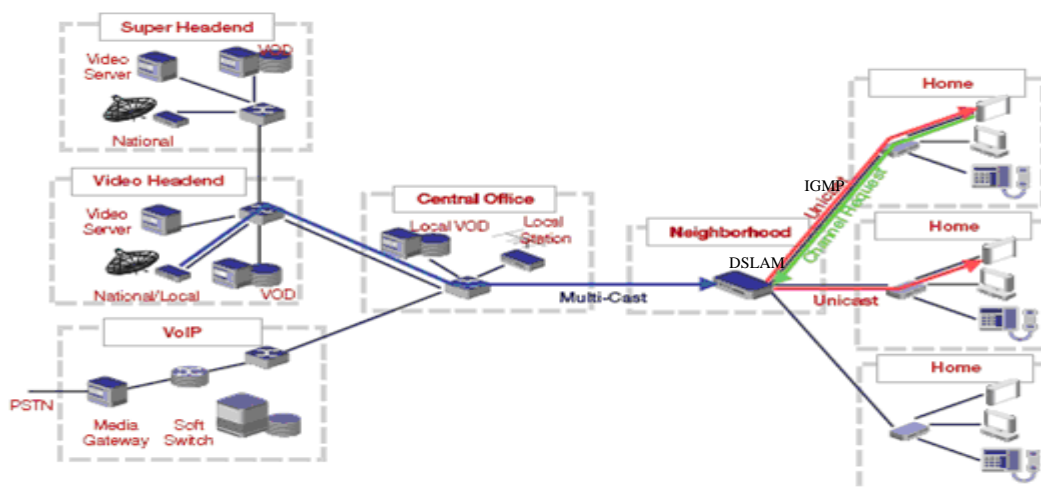 Super Headend
Video
Server
VOD
National
Video Headend
Video
Server
National/Local
VOD
VoIP
PSTN
Media
Gateway
Soft
Switch
Central Office
Local VOD
Local
Station
Multi-Cast
Neighborhood
DSLAM
IGMP
Unicast
Channel Request
Unicast
Home
Home
Home